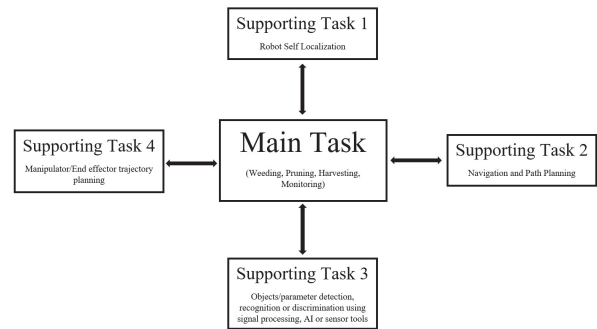 Supporting Task 1
Robot Self Localization
Supporting Task 4
Manipulator/End effector trajectory
planning
Main Task
(Weeding, Pruning, Harvesting,
Monitoring)
Supporting Task 2
Navigation and Path Planning
Supporting Task 3
Objects/parameter detection,
recognition or discrimination using
signal processing, AI or sensor tools